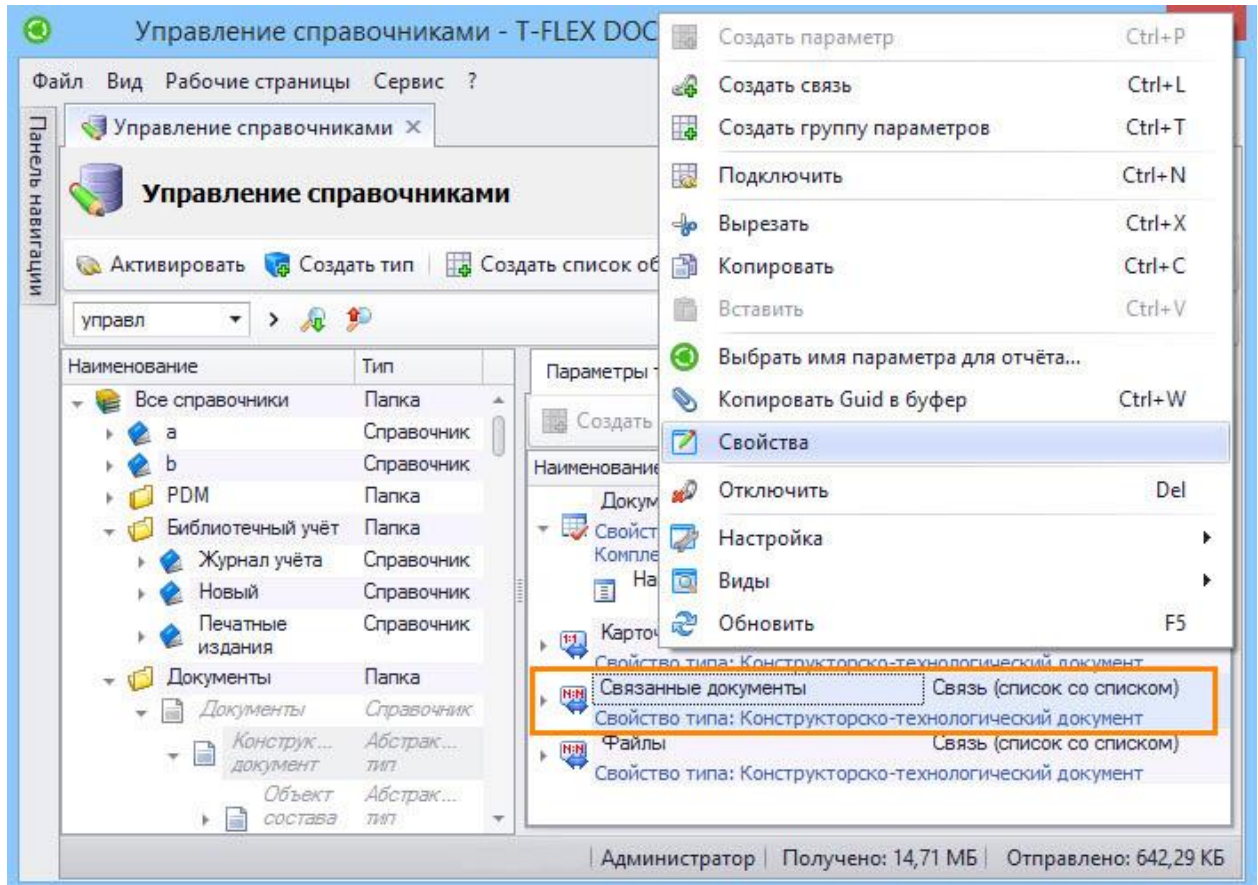 Управление справочниками - T-FLEX DOC
Файл Вид Рабочие страницы Сервис ?
Панель навигации
Управление справочниками ×
Управление справочниками
Активировать Создать тип Создать список об
управл
Наименование Тип
Все справочники Папка
a Справочник
b Справочник
PDM Папка
Библиотечный учёт Папка
Журнал учёта Справочник
Новый Справочник
Печатные издания Справочник
Документы Папка
Документы Справочник
Конструк... документ Абстрак... тип
Объект состава Абстрак... тип
Параметры т
Создать
Наименование
Докум
Свойст
Компле
На
Карточ
Свойство типа: Конструкторско-технологический документ
Связанные документы Связь (список со списком)
Свойство типа: Конструкторско-технологический документ
Файлы Связь (список со списком)
Свойство типа: Конструкторско-технологический документ
Создать параметр Ctrl+P
Создать связь Ctrl+L
Создать группу параметров Ctrl+T
Подключить Ctrl+N
Вырезать Ctrl+X
Копировать Ctrl+C
Вставить Ctrl+V
Выбрать имя параметра для отчёта...
Копировать Guid в буфер Ctrl+W
Свойства
Отключить Del
Настройка
Виды
Обновить F5
Администратор Получено: 14,71 МБ Отправлено: 642,29 КБ